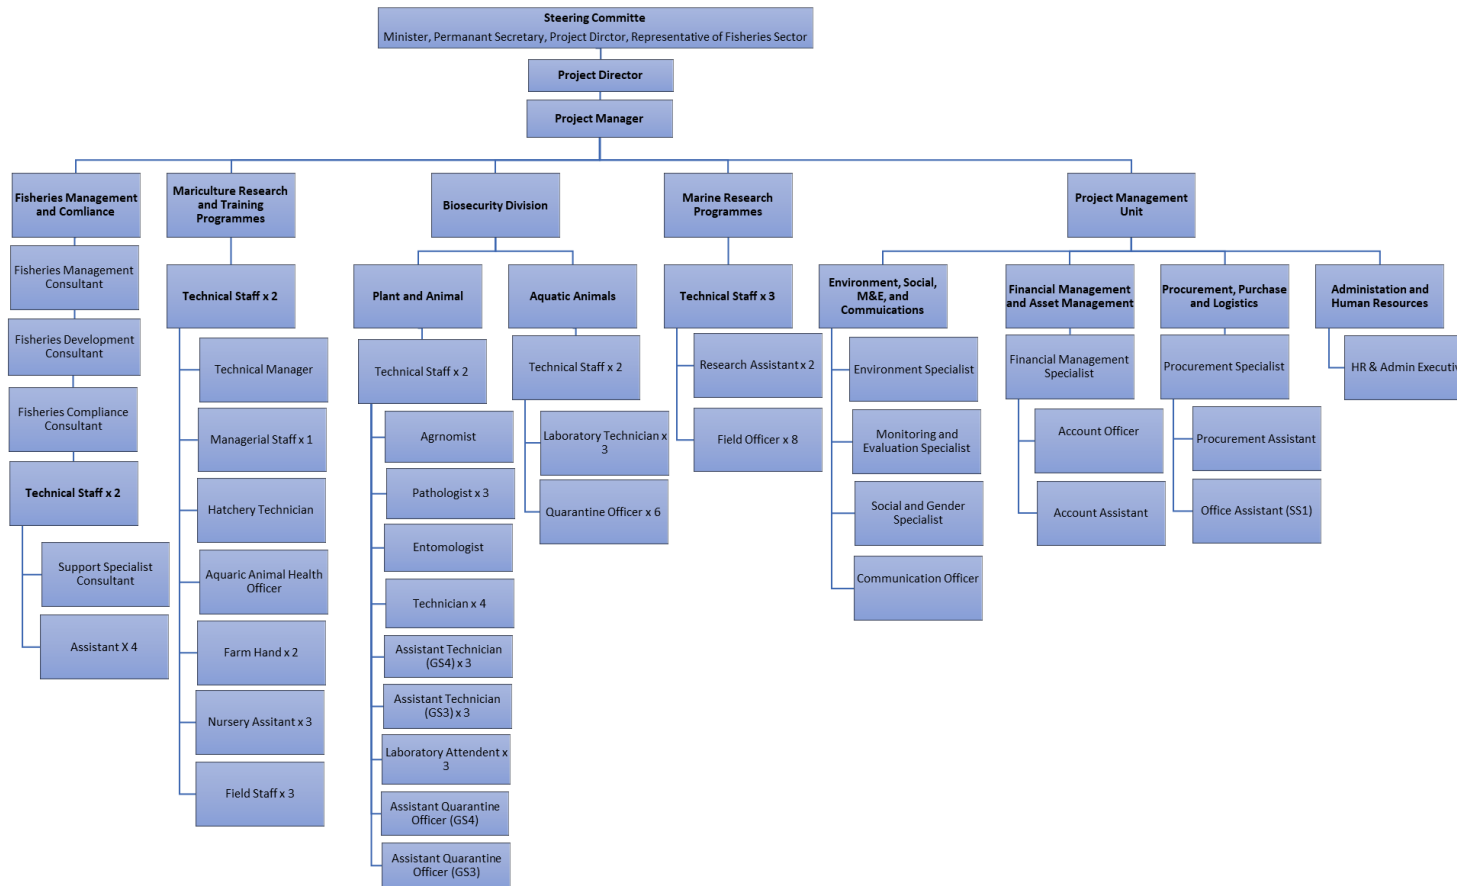 Steering Committe
Minister, Permanant Secretary, Project Dirctor, Representative of Fisheries Sector
Project Director
Project Manager
Fisheries Management
and Comliance
Mariculture Research
and Training
Programmes
Biosecurity Division
Marine Research
Programmes
Project Management
Unit
Fisheries Management
Consultant
Fisheries Development
Consultant
Fisheries Compliance
Consultant
Technical Staff x 2
Support Specialist
Consultant
Assistant X 4
Technical Staff x 2
Technical Manager
Managerial Staff x 1
Hatchery Technician
Aquaric Animal Health
Officer
Farm Hand x 2
Nursery Assitant x 3
Field Staff x 3
Plant and Animal
Technical Staff x 2
Agrnomist
Pathologist x 3
Entomologist
Technician x 4
Assistant Technician
(GS4) x 3
Assistant Technician
(GS3) x 3
Laboratory Attendent x
3
Assistant Quarantine
Officer (GS4)
Assistant Quarantine
Officer (GS3)
Aquatic Animals
Technical Staff x 2
Laboratory Technician x
3
Quarantine Officer x 6
Technical Staff x 3
Research Assistant x 2
Field Officer x 8
Environment, Social,
M&E, and
Commuications
Environment Specialist
Monitoring and
Evaluation Specialist
Social and Gender
Specialist
Communication Officer
Financial Management
and Asset Management
Financial Management
Specialist
Account Officer
Account Assistant
Procurement, Purchase
and Logistics
Procurement Specialist
Procurement Assistant
Office Assistant (SS1)
Administation and
Human Resources
HR & Admin Executive